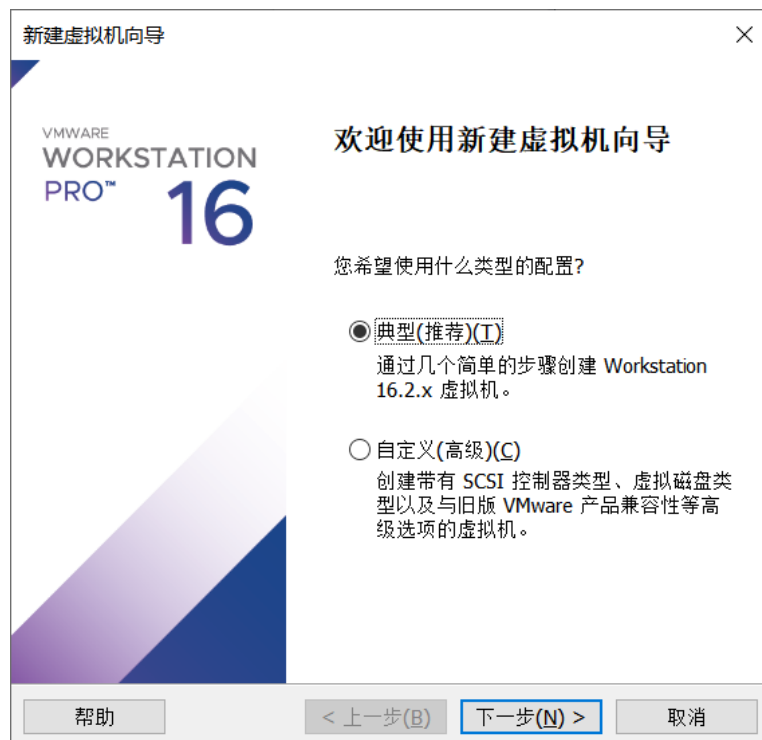 新建虚拟机向导
VMWARE
WORKSTATION
PRO™ 16
欢迎使用新建虚拟机向导
您希望使用什么类型的配置?
典型(推荐)(T)
通过几个简单的步骤创建 Workstation
16.2.x 虚拟机。
自定义(高级)(C)
创建带有 SCSI 控制器类型、虚拟磁盘类
型以及与旧版 VMware 产品兼容性等高
级选项的虚拟机。
帮助
< 上一步(B)
下一步(N) >
取消